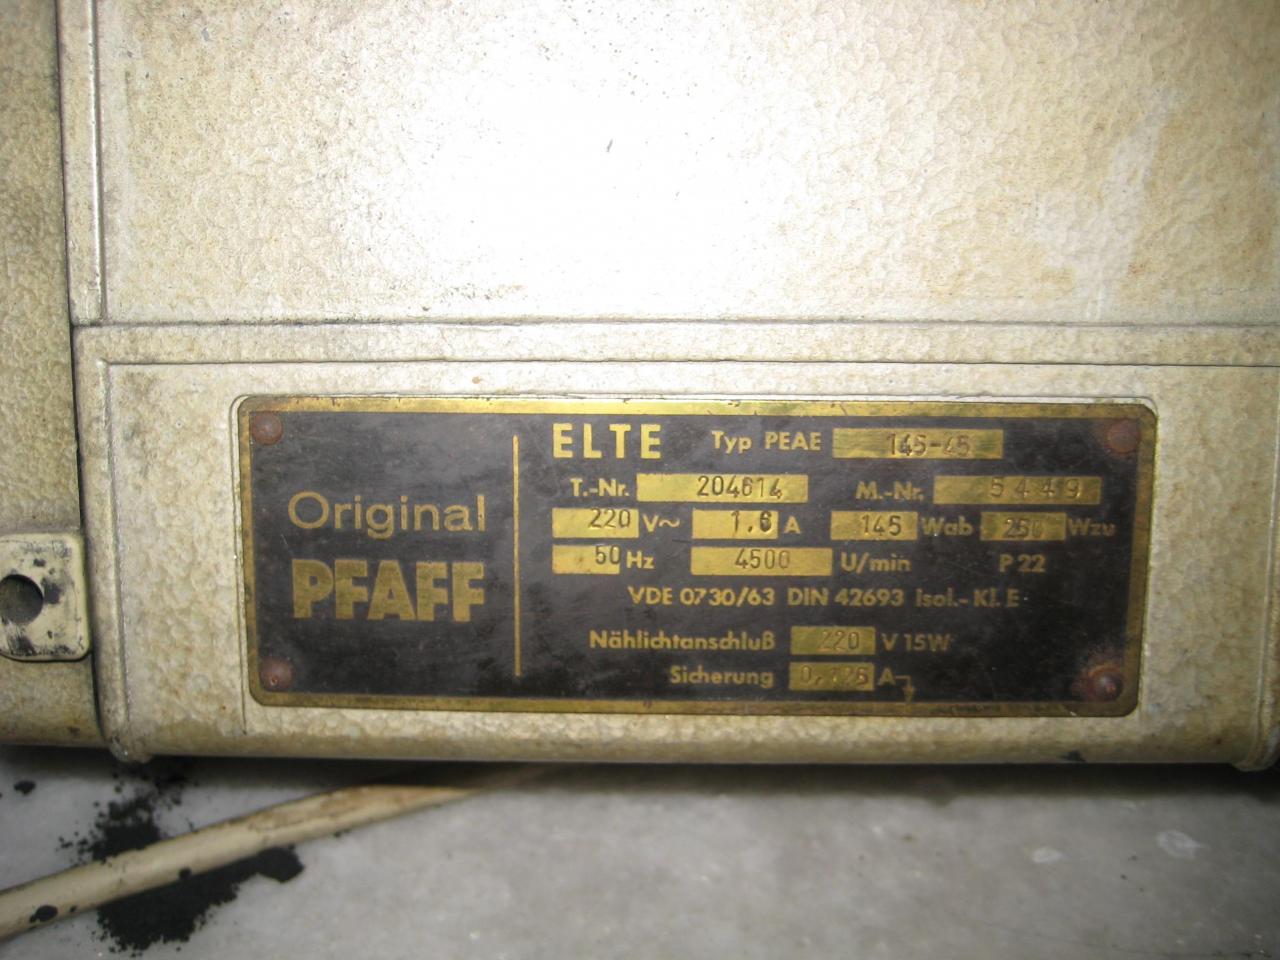 Original
PFAFF
ELTE Typ PEAE 145-45
T.-Nr. 204614 M.-Nr. 5449
220 V~ 1.6 A 145 Wab 250 Wzu
50 Hz 4500 U/min P 22
VDE 0730/63 DIN 42693 Isol.-Kl. E
Nählichtanschluß 220 V 15W
Sicherung A